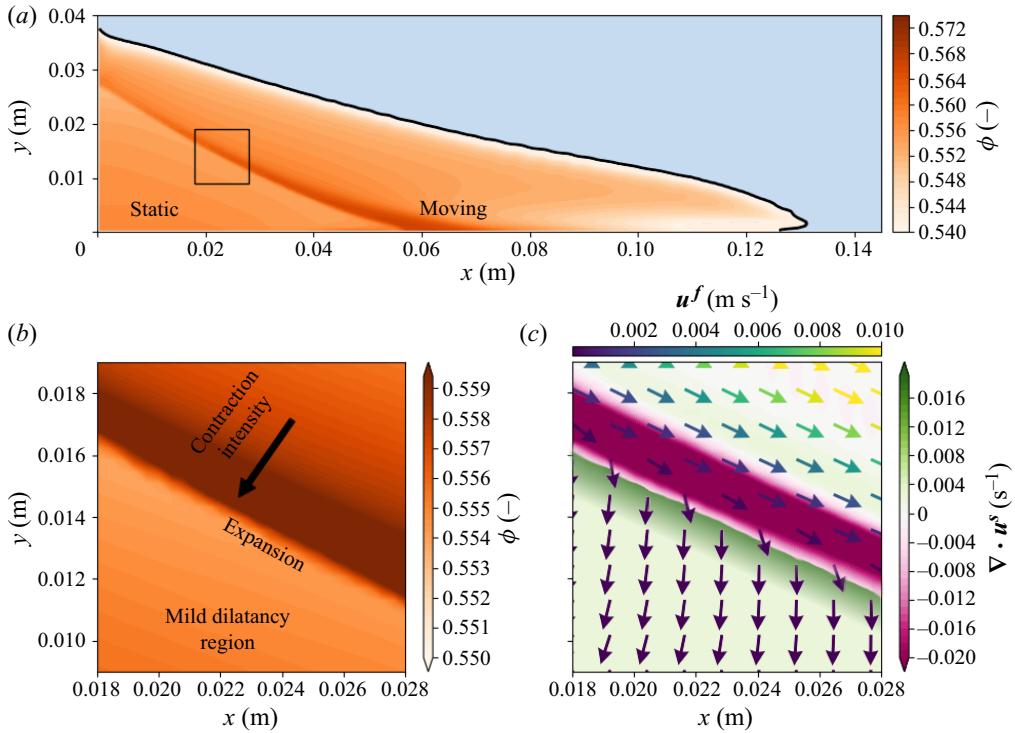 (a)
0.04
0.03
0.02
0.01
0
y (m)
Static
Moving
0 0.02 0.04 0.06 0.08 0.10 0.12 0.14
x (m)
0.572
0.568
0.564
0.560
0.556
0.552
0.548
0.544
0.540
ϕ (–)
(b)
0.018
0.016
0.014
0.012
0.010
y (m)
Contraction
intensity
Expansion
Mild dilatancy
region
0.018 0.020 0.022 0.024 0.026 0.028
x (m)
0.559
0.558
0.557
0.556
0.555
0.554
0.553
0.552
0.551
0.550
ϕ (–)
(c)
u^f (m s⁻¹)
0.002 0.004 0.006 0.008 0.010
0.018 0.020 0.022 0.024 0.026 0.028
x (m)
0.016
0.012
0.008
0.004
0
–0.004
–0.008
–0.012
–0.016
–0.020
∇ · u^s (s⁻¹)